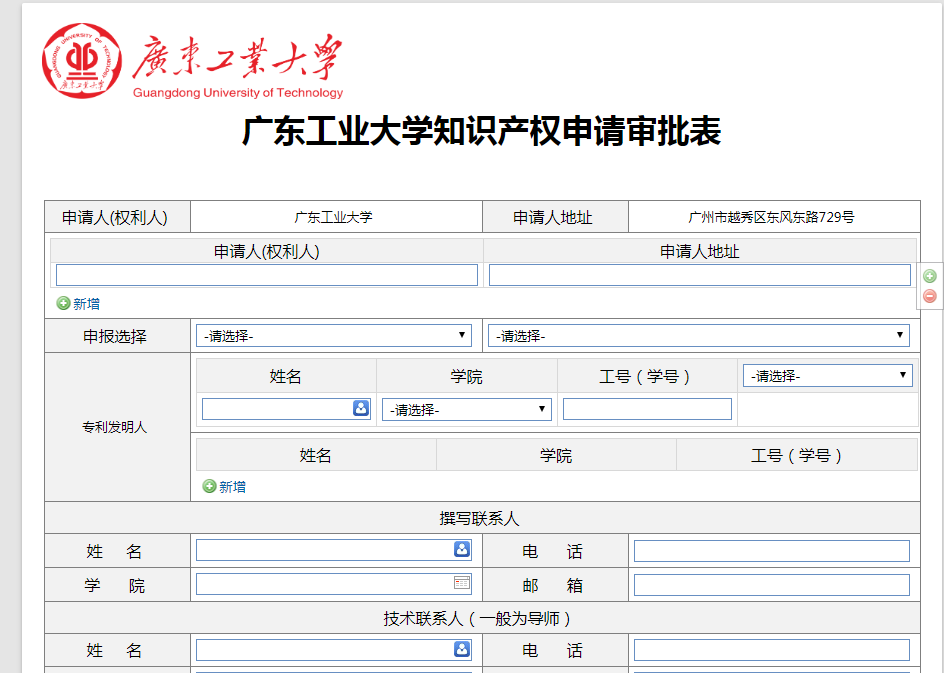 廣東工業大學
Guangdong University of Technology
广东工业大学知识产权申请审批表
申请人(权利人) 广东工业大学 申请人地址 广州市越秀区东风东路729号
申请人(权利人) 申请人地址
新增
申报选择 -请选择- -请选择-
专利发明人
姓名 学院 工号（学号） -请选择-
-请选择-
姓名 学院 工号（学号）
新增
撰写联系人
姓 名 电 话
学 院 邮 箱
技术联系人（一般为导师）
姓 名 电 话